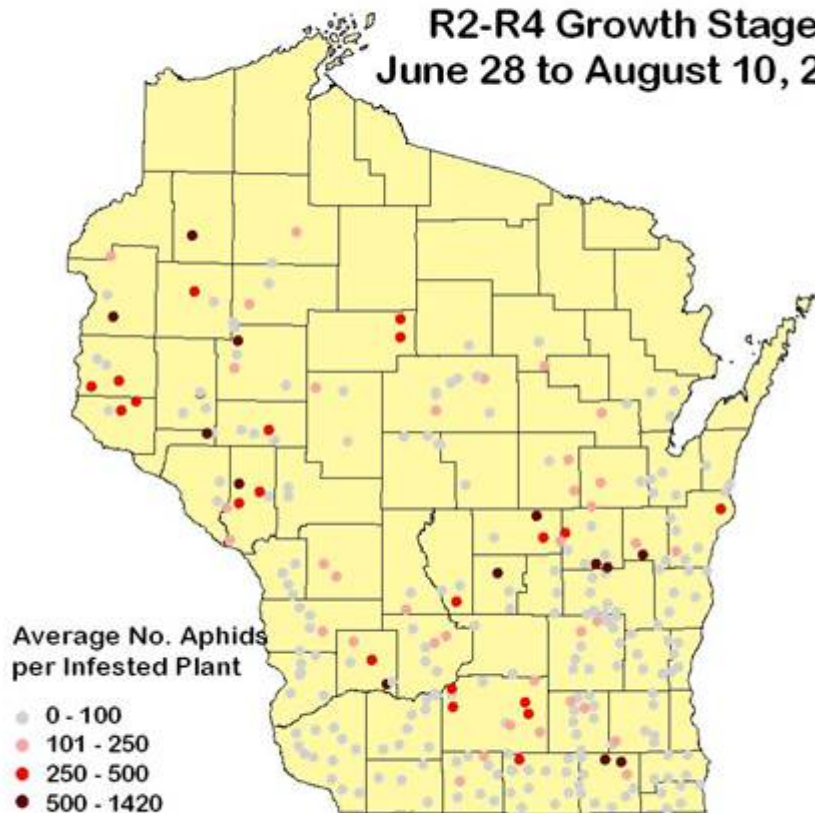 R2-R4 Growth Stage
June 28 to August 10, 2
Average No. Aphids
per Infested Plant
0 - 100
101 - 250
250 - 500
500 - 1420